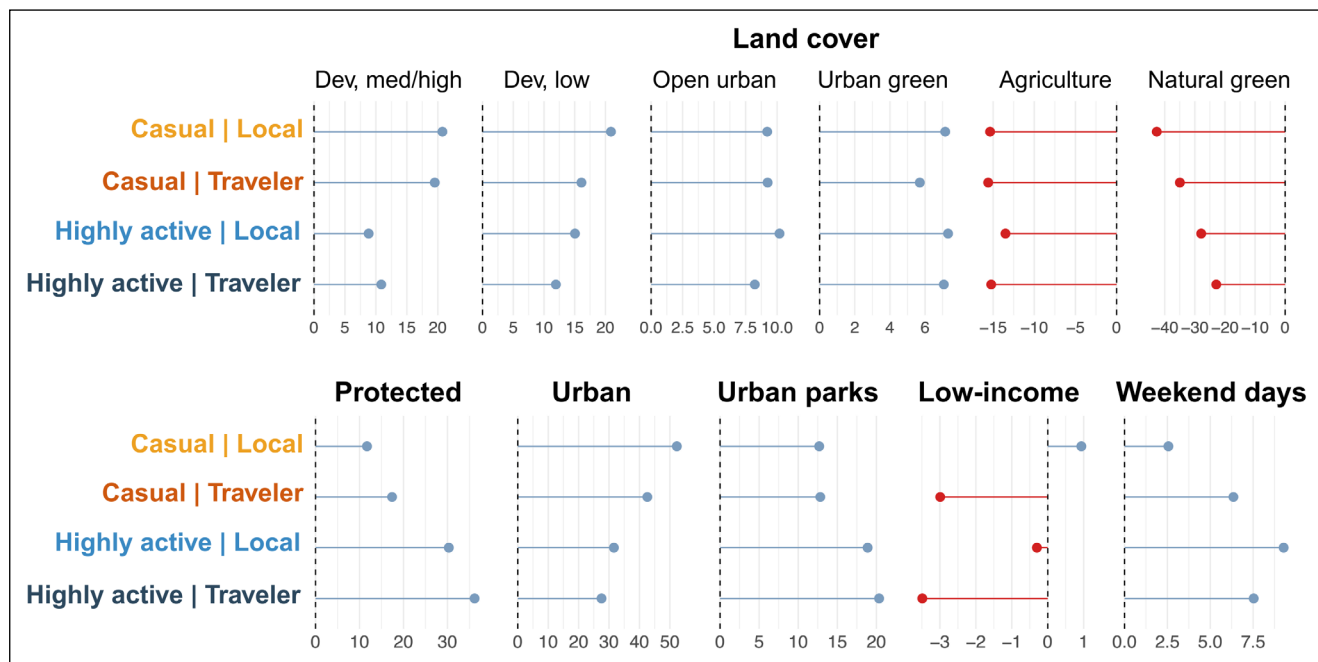 Land cover
Dev, med/high Dev, low Open urban Urban green Agriculture Natural green
Casual | Local
Casual | Traveler
Highly active | Local
Highly active | Traveler
0 5 10 15 20 0 5 10 15 20 0.0 2.5 5.0 7.5 10.0 0 2 4 6 −15 −10 −5 0 −40 −30 −20 −10 0
Protected Urban Urban parks Low-income Weekend days
Casual | Local
Casual | Traveler
Highly active | Local
Highly active | Traveler
0 10 20 30 0 10 20 30 40 50 0 5 10 15 20 −3 −2 −1 0 1 0.0 2.5 5.0 7.5